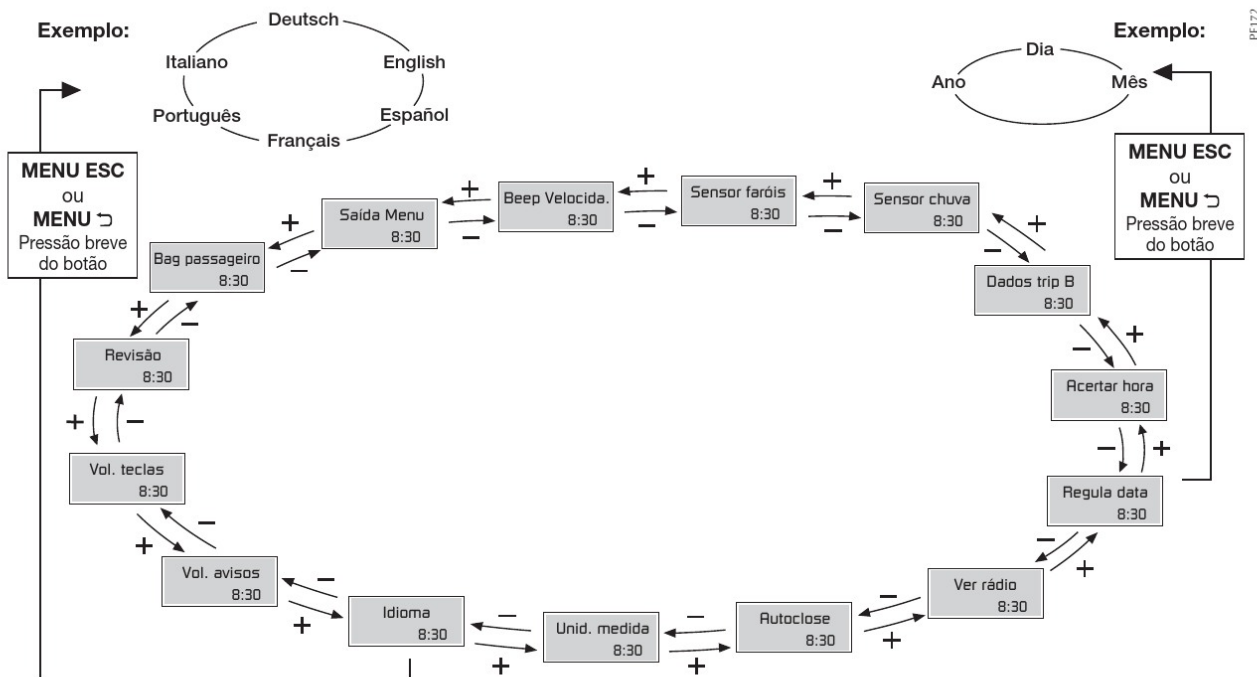 Exemplo:
Deutsch
Italiano
English
Português
Español
Français
Exemplo:
Dia
Ano
Mês
PF172
MENU ESC
ou
MENU ⮌
Pressão breve
do botão
MENU ESC
ou
MENU ⮌
Pressão breve
do botão
Saída Menu
8:30
+
−
Beep Velocida.
8:30
+
−
Sensor faróis
8:30
+
−
Sensor chuva
8:30
+
−
Dados trip B
8:30
+
−
Acertar hora
8:30
−
+
Regula data
8:30
−
+
Ver rádio
8:30
−
+
Autoclose
8:30
−
+
Unid. medida
8:30
−
+
Idioma
8:30
−
+
Vol. avisos
8:30
−
+
Vol. teclas
8:30
+
−
Revisão
8:30
+
−
Bag passageiro
8:30
+
−